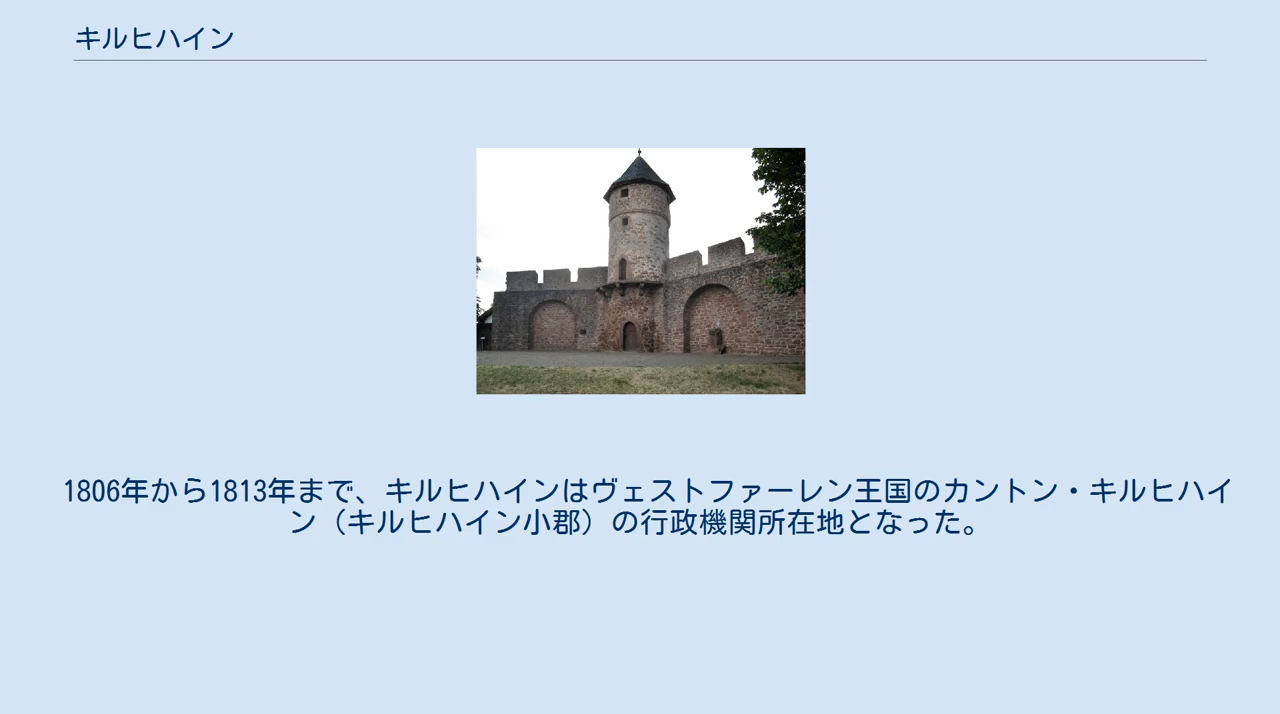 キルヒハイン
1806年から1813年まで、キルヒハインはヴェストファーレン王国のカントン・キルヒハイ
ン（キルヒハイン小郡）の行政機関所在地となった。